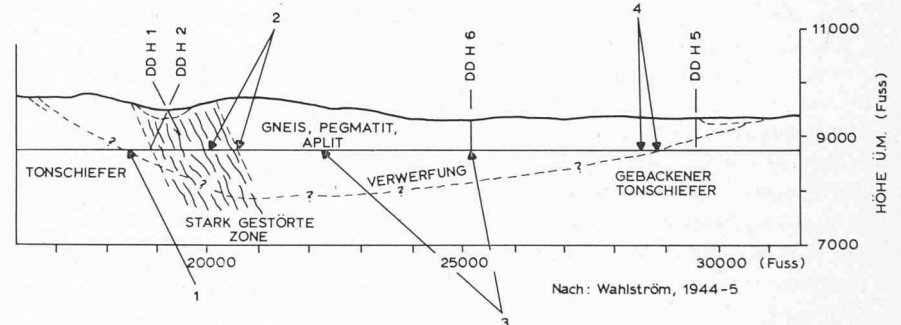 2
4
11000
DD H 1
DD H 2
DD H 6
DD H 5
HÖHE Ü.M. (Fuss)
?
GNEIS, PEGMATIT,
APLIT
9000
TONSCHIEFER
VERWERFUNG
?
GEBACKENER
TONSCHIEFER
?
?
?
STARK GESTÖRTE
ZONE
7000
20000
25000
30000 (Fuss)
1
3
Nach: Wahlström, 1944-5